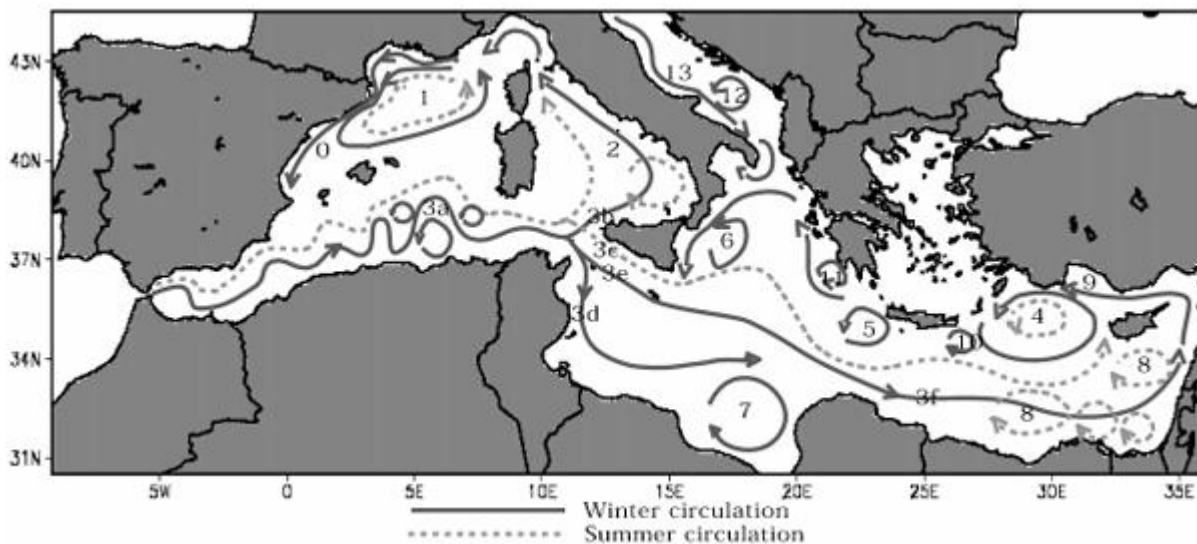 43N
40N
37N
34N
31N
5W 0 5E 10E 15E 20E 25E 30E 35E
13
12
1
0
2
3a
3b
3c
3e
3d
6
11
5
10
4
9
8
8
7
3f
Winter circulation
Summer circulation